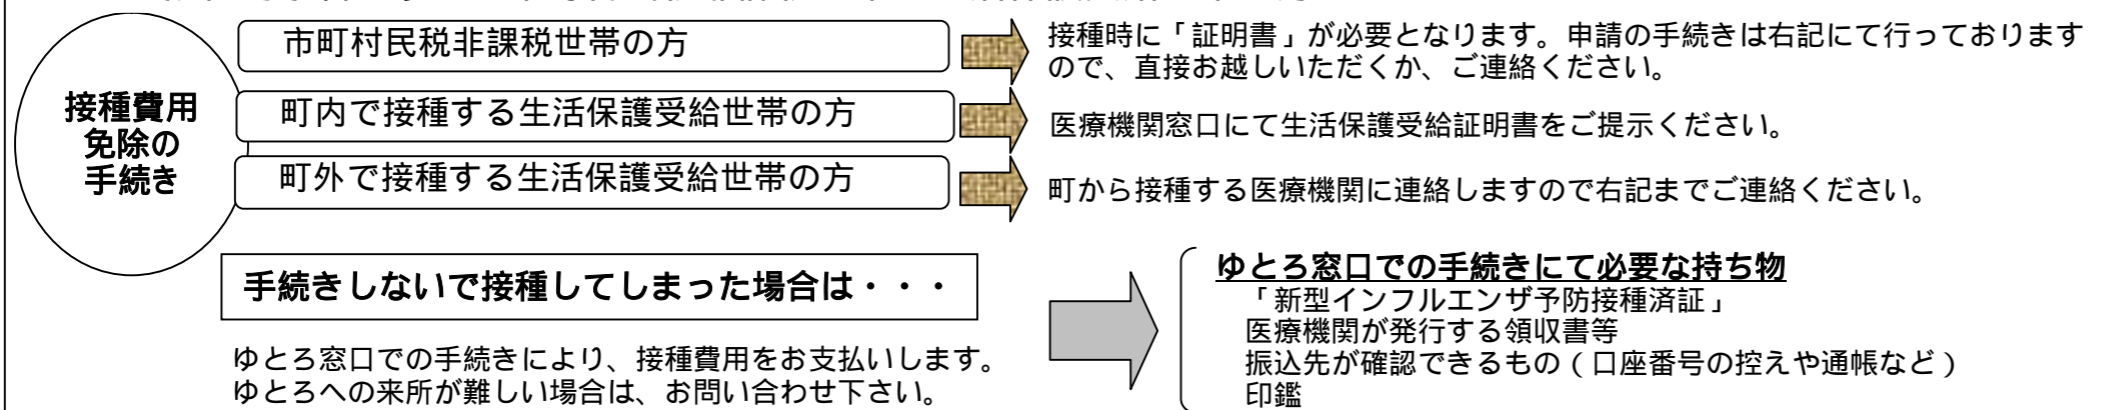 接種費用
免除の
手続き
市町村民税非課税世帯の方
接種時に「証明書」が必要となります。申請の手続きは右記にて行っております
ので、直接お越しいただくか、ご連絡ください。
町内で接種する生活保護受給世帯の方
医療機関窓口にて生活保護受給証明書をご提示ください。
町外で接種する生活保護受給世帯の方
町から接種する医療機関に連絡しますので右記までご連絡ください。
手続きしないで接種してしまった場合は・・・
ゆとろ窓口での手続きにより、接種費用をお支払いします。
ゆとろへの来所が難しい場合は、お問い合わせ下さい。
ゆとろ窓口での手続きにて必要な持ち物
「新型インフルエンザ予防接種済証」
医療機関が発行する領収書等
振込先が確認できるもの(口座番号の控えや通帳など)
印鑑